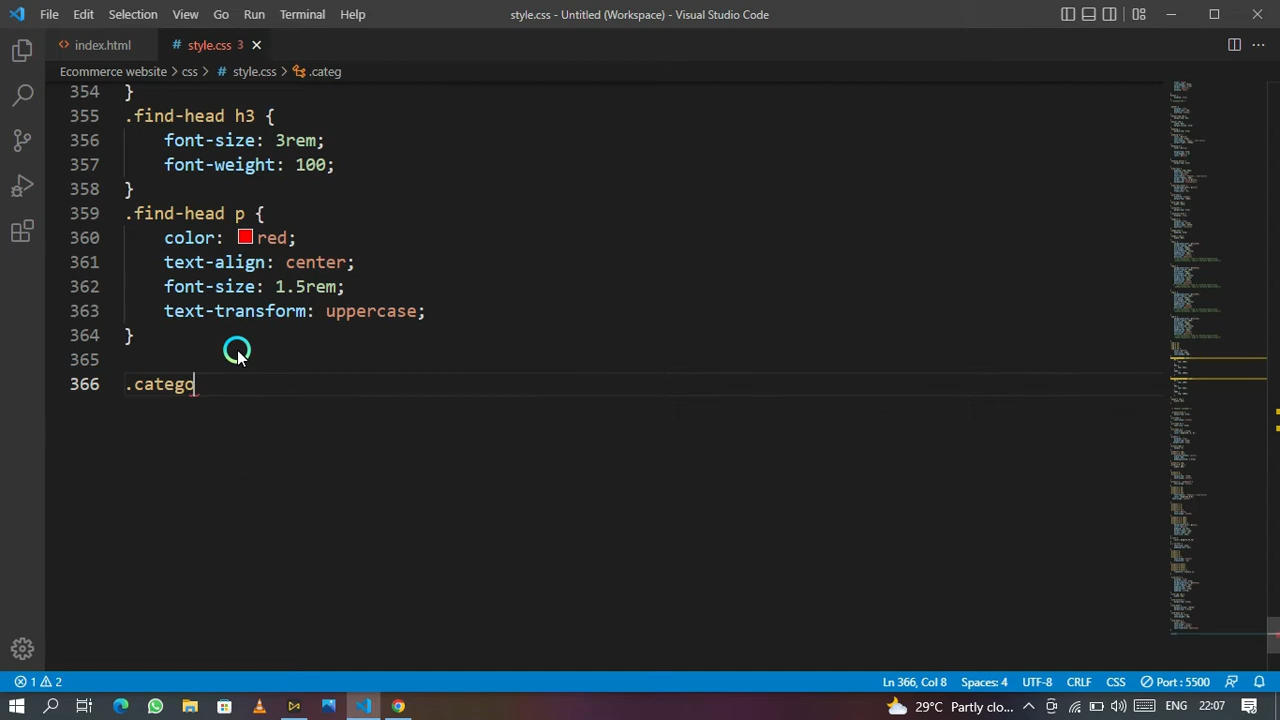 File Edit Selection View Go Run Terminal Help style.css - Untitled (Workspace) - Visual Studio Code
index.html style.css 3
Ecommerce website > css > style.css > .categ
354 }
355 .find-head h3 {
356 font-size: 3rem;
357 font-weight: 100;
358 }
359 .find-head p {
360 color: red;
361 text-align: center;
362 font-size: 1.5rem;
363 text-transform: uppercase;
364 }
365
366 .catego
1 2 Ln 366, Col 8 Spaces: 4 UTF-8 CRLF CSS Port : 5500
29°C Partly clo... ENG 22:07